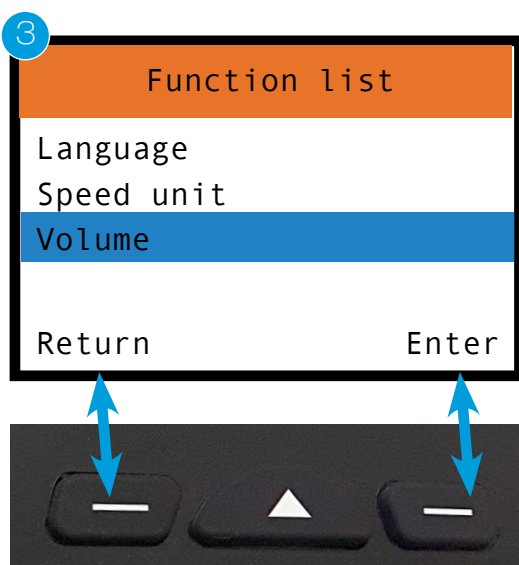 3
Function list
Language
Speed unit
Volume
Return Enter